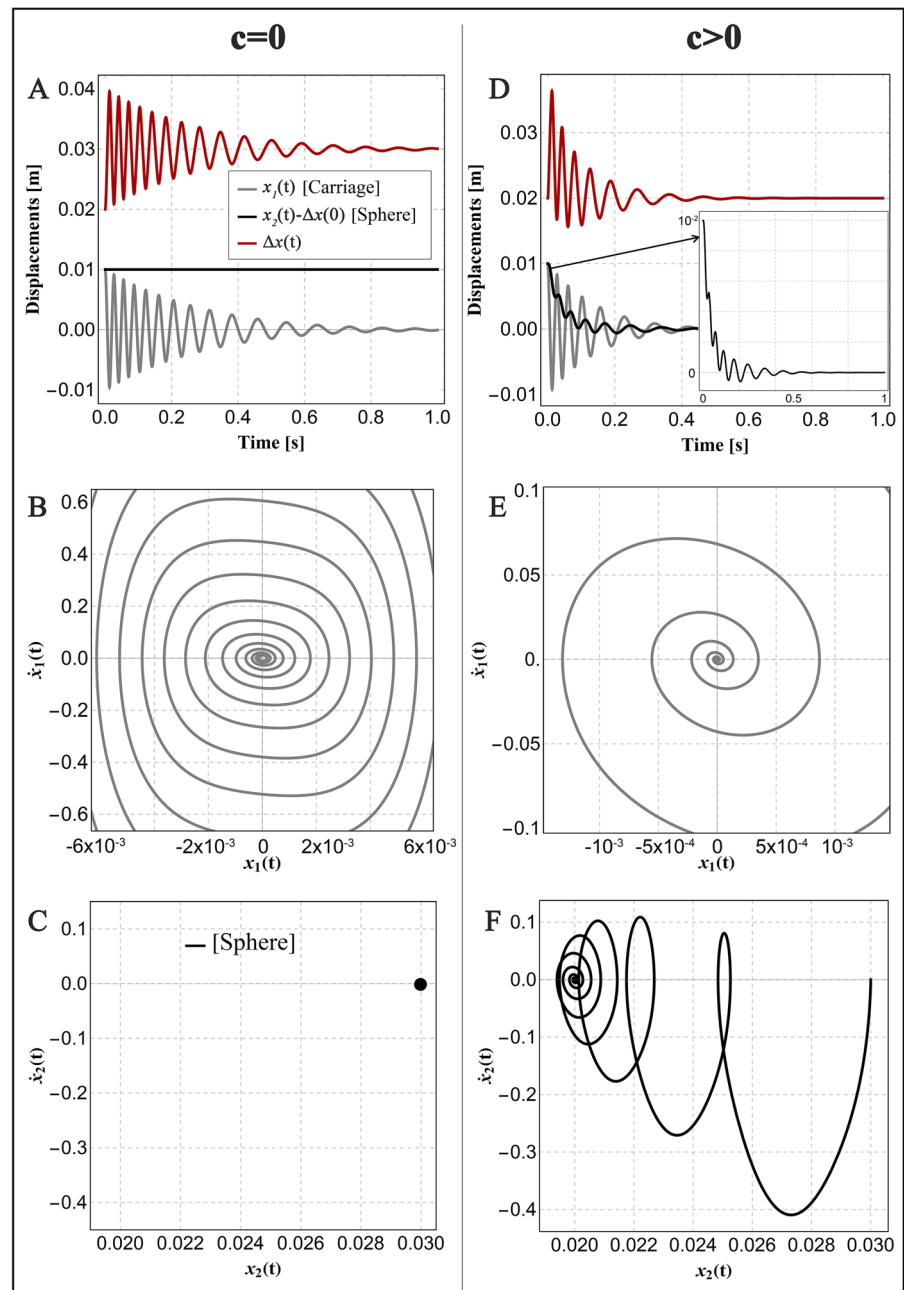 c=0
c>0
A
0.04
0.03
0.02
0.01
0.00
−0.01
Displacements [m]
x₁(t) [Carriage]
x₂(t)-Δx(0) [Sphere]
Δx(t)
0.0 0.2 0.4 0.6 0.8 1.0
Time [s]
D
0.03
0.02
0.01
0.00
−0.01
Displacements [m]
10⁻²
0
0 0.5 1
0.0 0.2 0.4 0.6 0.8 1.0
Time [s]
B
0.6
0.4
0.2
0.0
−0.2
−0.4
−0.6
ẋ₁(t)
-6x10⁻³ -2x10⁻³ 2x10⁻³ 6x10⁻³
x₁(t)
E
0.1
0.05
0.
−0.05
−0.1
ẋ₁(t)
-10⁻³ -5x10⁻⁴ 5x10⁻⁴ 10⁻³
x₁(t)
C
[Sphere]
0.1
0.0
−0.1
−0.2
−0.3
−0.4
ẋ₂(t)
0.020 0.022 0.024 0.026 0.028 0.030
x₂(t)
F
0.1
0.0
−0.1
−0.2
−0.3
−0.4
ẋ₂(t)
0.020 0.022 0.024 0.026 0.028 0.030
x₂(t)